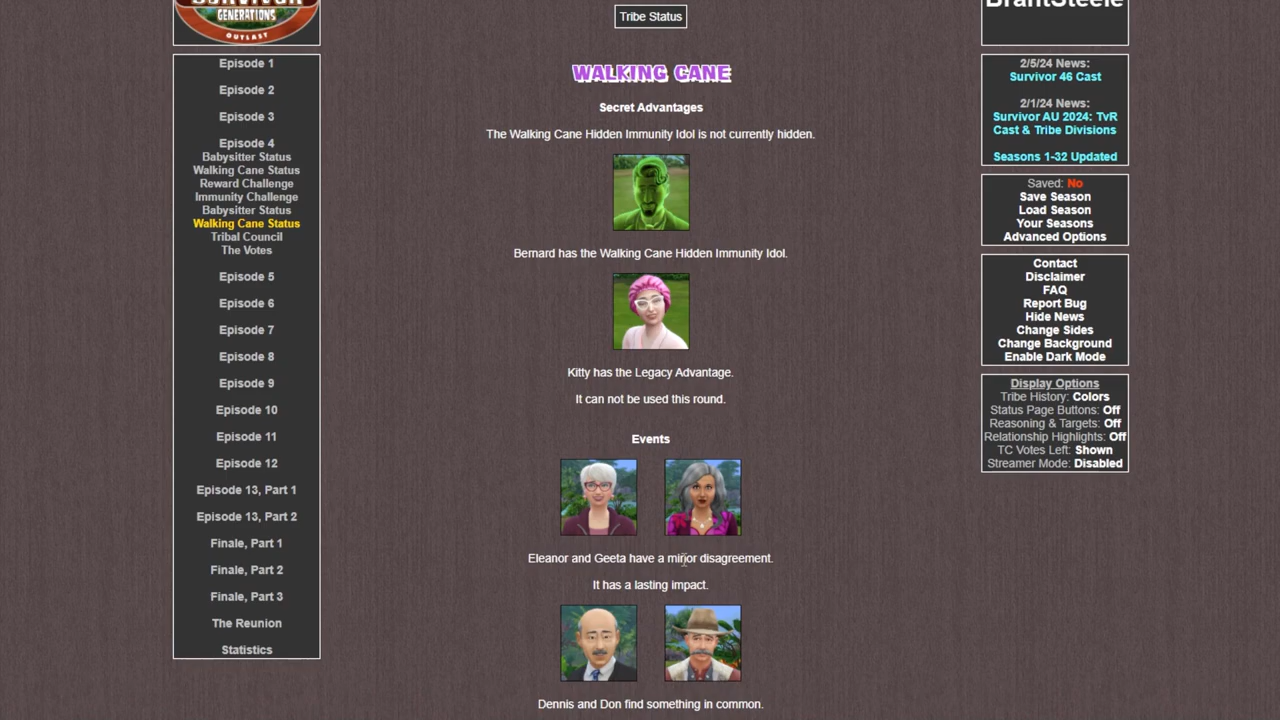 GENERATIONS
OUTLAST
Episode 1
Episode 2
Episode 3
Episode 4
Babysitter Status
Walking Cane Status
Reward Challenge
Immunity Challenge
Babysitter Status
Walking Cane Status
Tribal Council
The Votes
Episode 5
Episode 6
Episode 7
Episode 8
Episode 9
Episode 10
Episode 11
Episode 12
Episode 13, Part 1
Episode 13, Part 2
Finale, Part 1
Finale, Part 2
Finale, Part 3
The Reunion
Statistics
Tribe Status
WALKING CANE
Secret Advantages
The Walking Cane Hidden Immunity Idol is not currently hidden.
Bernard has the Walking Cane Hidden Immunity Idol.
Kitty has the Legacy Advantage.
It can not be used this round.
Events
Eleanor and Geeta have a minor disagreement.
It has a lasting impact.
Dennis and Don find something in common.
BrantSteele
2/5/24 News:
Survivor 46 Cast
2/1/24 News:
Survivor AU 2024: TvR
Cast & Tribe Divisions
Seasons 1-32 Updated
Saved: No
Save Season
Load Season
Your Seasons
Advanced Options
Contact
Disclaimer
FAQ
Report Bug
Hide News
Change Sides
Change Background
Enable Dark Mode
Display Options
Tribe History: Colors
Status Page Buttons: Off
Reasoning & Targets: Off
Relationship Highlights: Off
TC Votes Left: Shown
Streamer Mode: Disabled